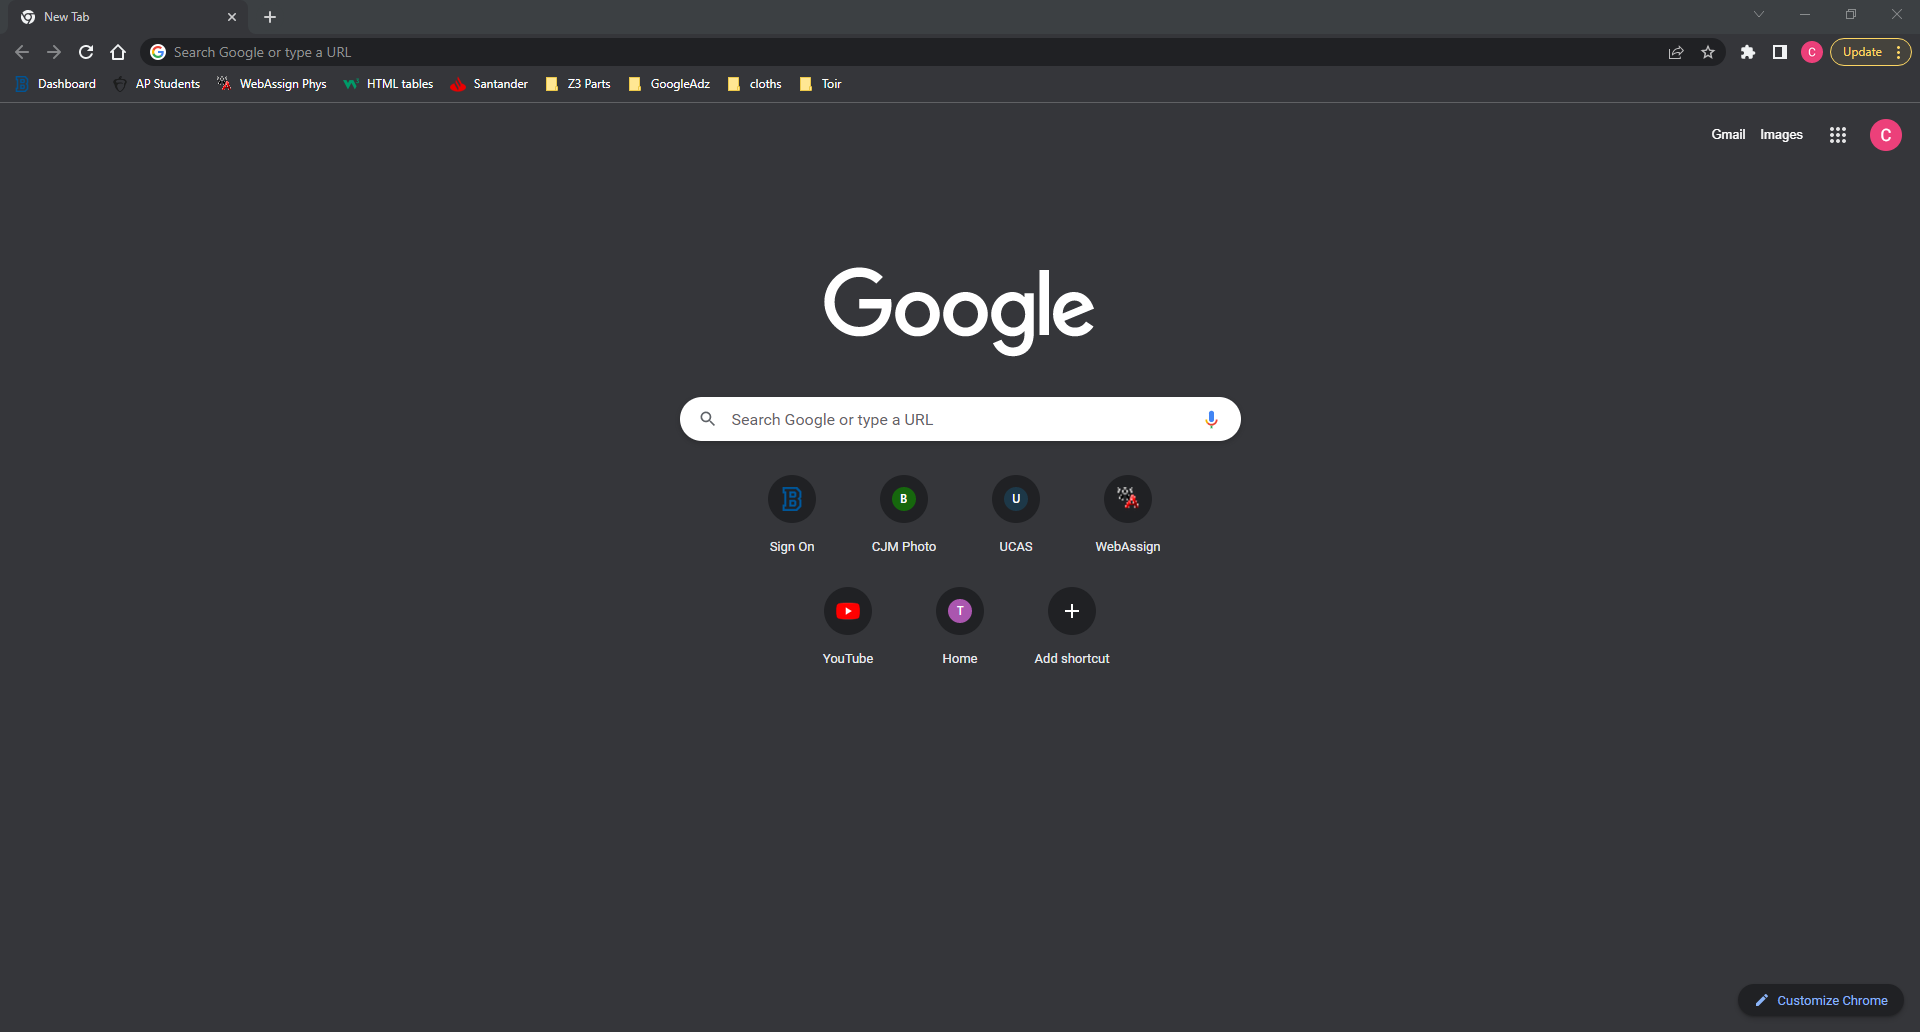 New Tab
Search Google or type a URL
C
Update
Dashboard AP Students WebAssign Phys HTML tables Santander Z3 Parts GoogleAdz cloths Toir
Gmail Images C
Google
Search Google or type a URL
B B U
Sign On CJM Photo UCAS WebAssign
T
YouTube Home Add shortcut
Customize Chrome